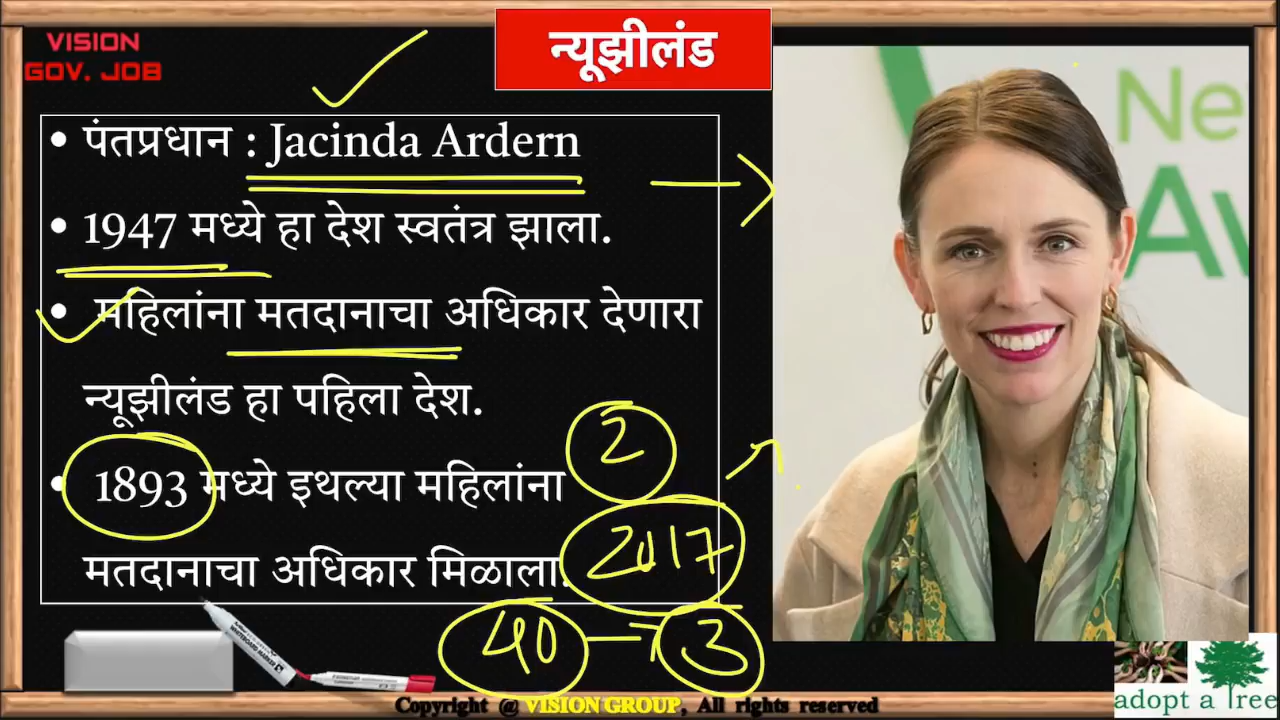 VISION
GOV. JOB
न्यूझीलंड
Ne
Aw
• पंतप्रधान : Jacinda Ardern
• 1947 मध्ये हा देश स्वतंत्र झाला.
• महिलांना मतदानाचा अधिकार देणारा
न्यूझीलंड हा पहिला देश.
• 1893 मध्ये इथल्या महिलांना
मतदानाचा अधिकार मिळाला.
2
2017
40
3
adopt a Tree
Copyright @ VISION GROUP, All rights reserved